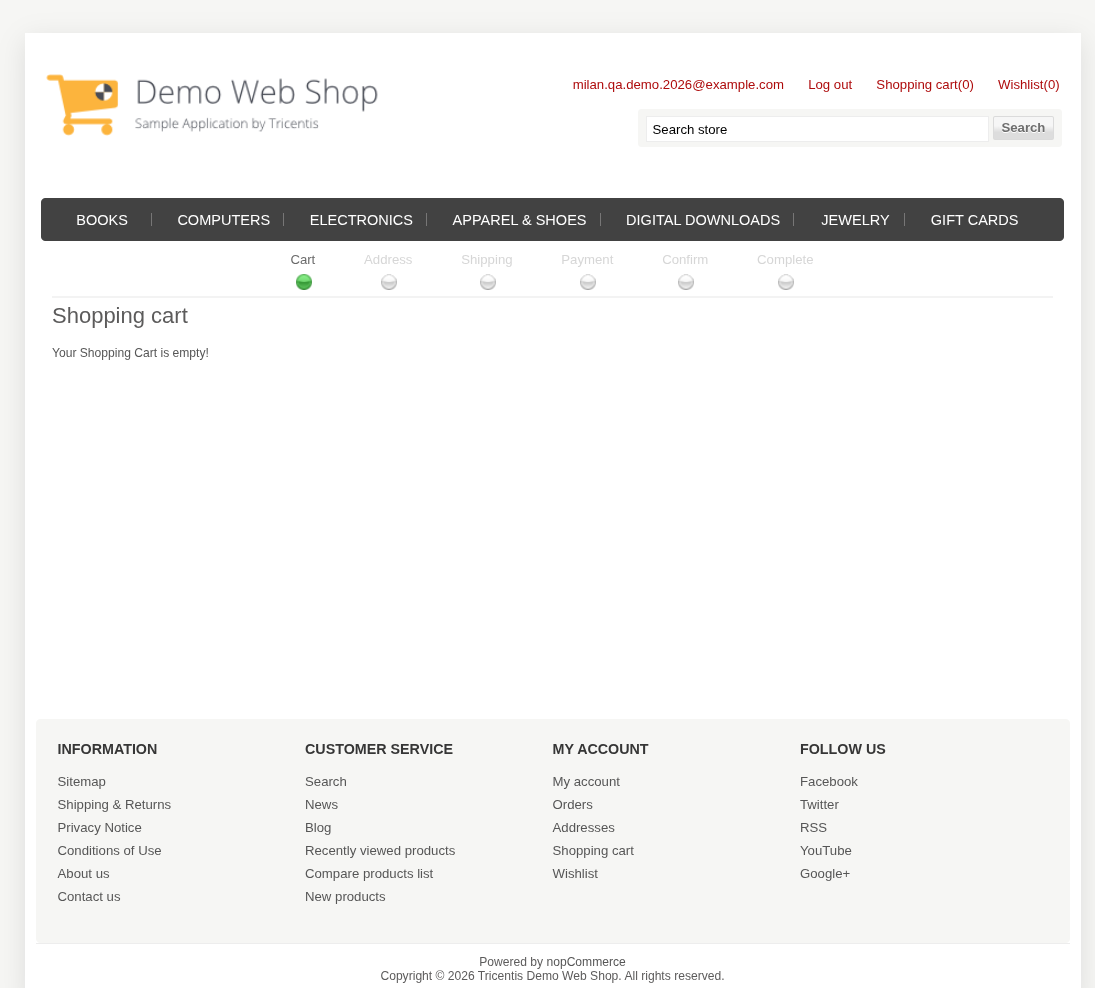 Demo Web Shop
Sample Application by Tricentis
milan.qa.demo.2026@example.com Log out Shopping cart(0) Wishlist(0)
Search store Search
BOOKS COMPUTERS ELECTRONICS APPAREL & SHOES DIGITAL DOWNLOADS JEWELRY GIFT CARDS
Cart Address Shipping Payment Confirm Complete
Shopping cart
Your Shopping Cart is empty!
INFORMATION
Sitemap
Shipping & Returns
Privacy Notice
Conditions of Use
About us
Contact us
CUSTOMER SERVICE
Search
News
Blog
Recently viewed products
Compare products list
New products
MY ACCOUNT
My account
Orders
Addresses
Shopping cart
Wishlist
FOLLOW US
Facebook
Twitter
RSS
YouTube
Google+
Powered by nopCommerce
Copyright © 2026 Tricentis Demo Web Shop. All rights reserved.